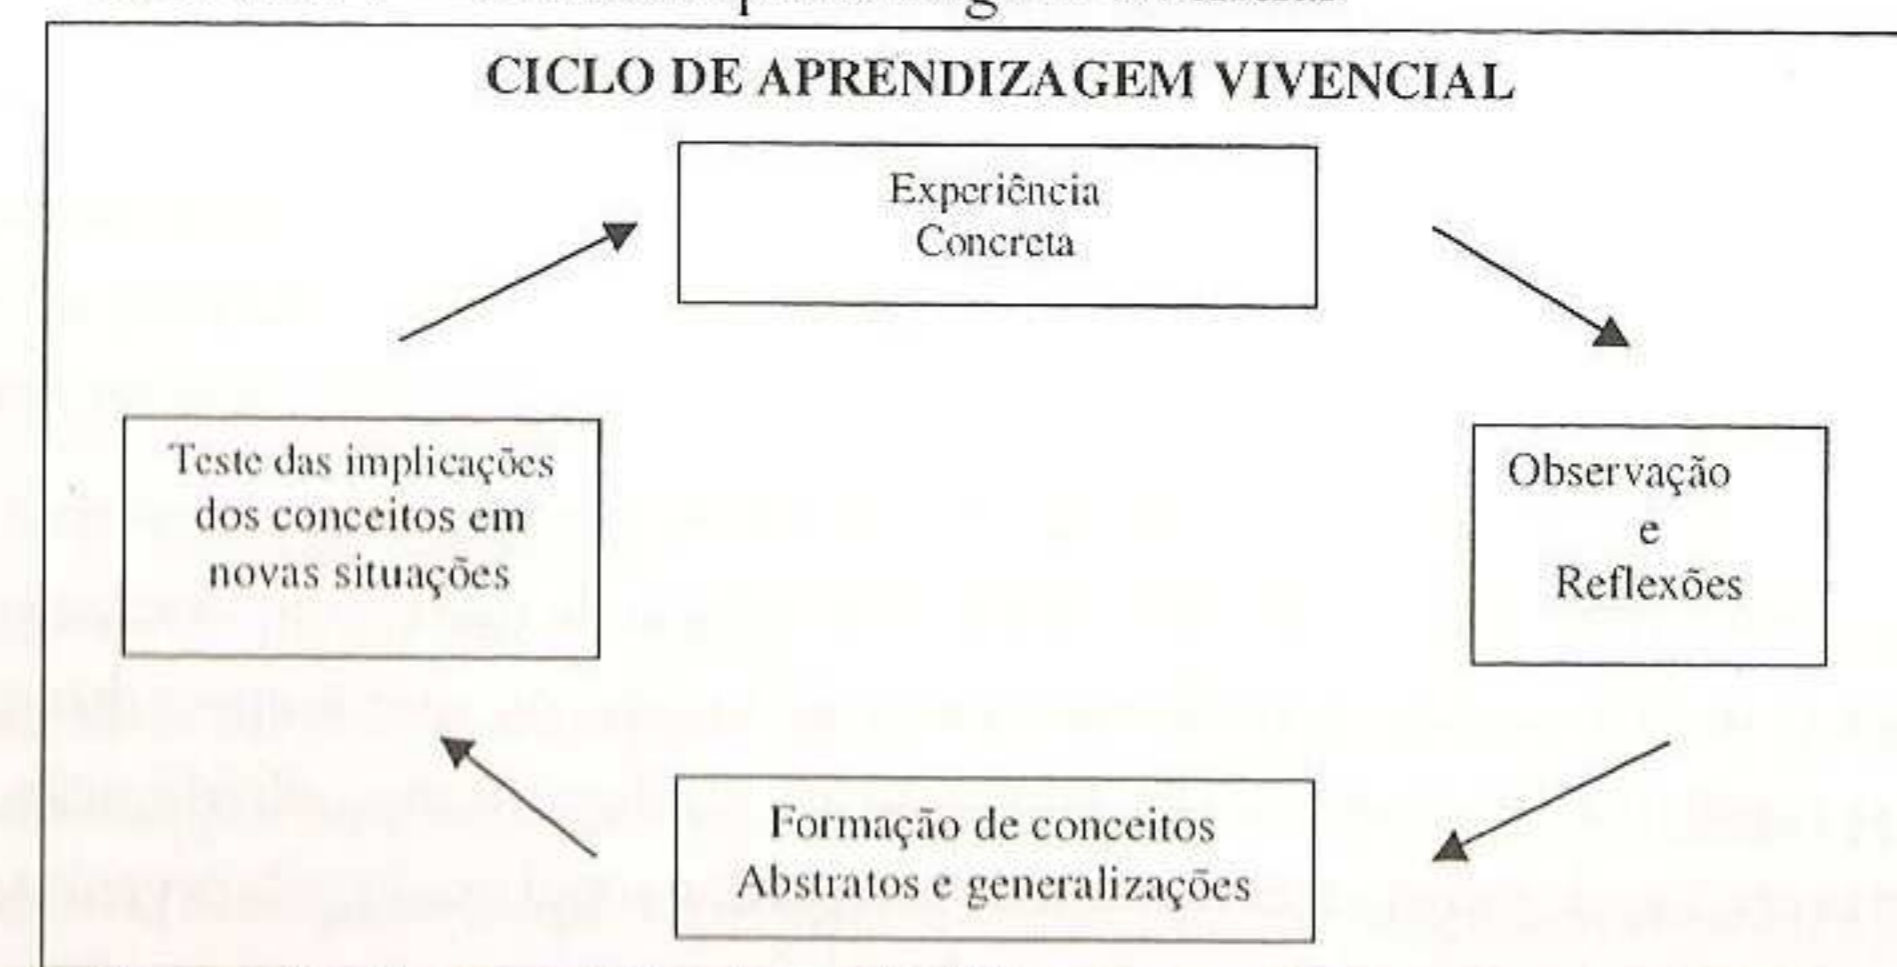 CICLO DE APRENDIZAGEM VIVENCIAL
Experiência
Concreta
Observação
e
Reflexões
Formação de conceitos
Abstratos e generalizações
Teste das implicações
dos conceitos em
novas situações